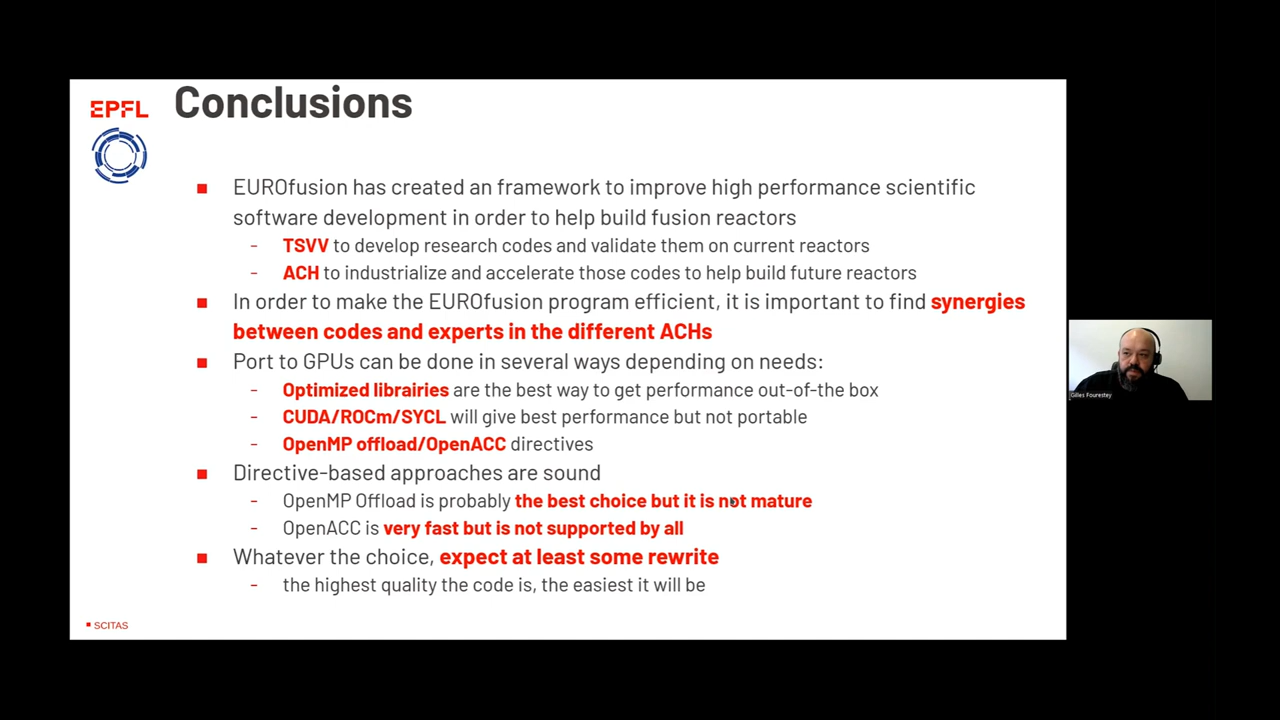 EPFL
Conclusions
■ EUROfusion has created an framework to improve high performance scientific
software development in order to help build fusion reactors
- TSVV to develop research codes and validate them on current reactors
- ACH to industrialize and accelerate those codes to help build future reactors
■ In order to make the EUROfusion program efficient, it is important to find synergies
between codes and experts in the different ACHs
■ Port to GPUs can be done in several ways depending on needs:
- Optimized librairies are the best way to get performance out-of-the box
- CUDA/ROCm/SYCL will give best performance but not portable
- OpenMP offload/OpenACC directives
■ Directive-based approaches are sound
- OpenMP Offload is probably the best choice but it is not mature
- OpenACC is very fast but is not supported by all
■ Whatever the choice, expect at least some rewrite
- the highest quality the code is, the easiest it will be
■ SCITAS
Gilles Fourestey